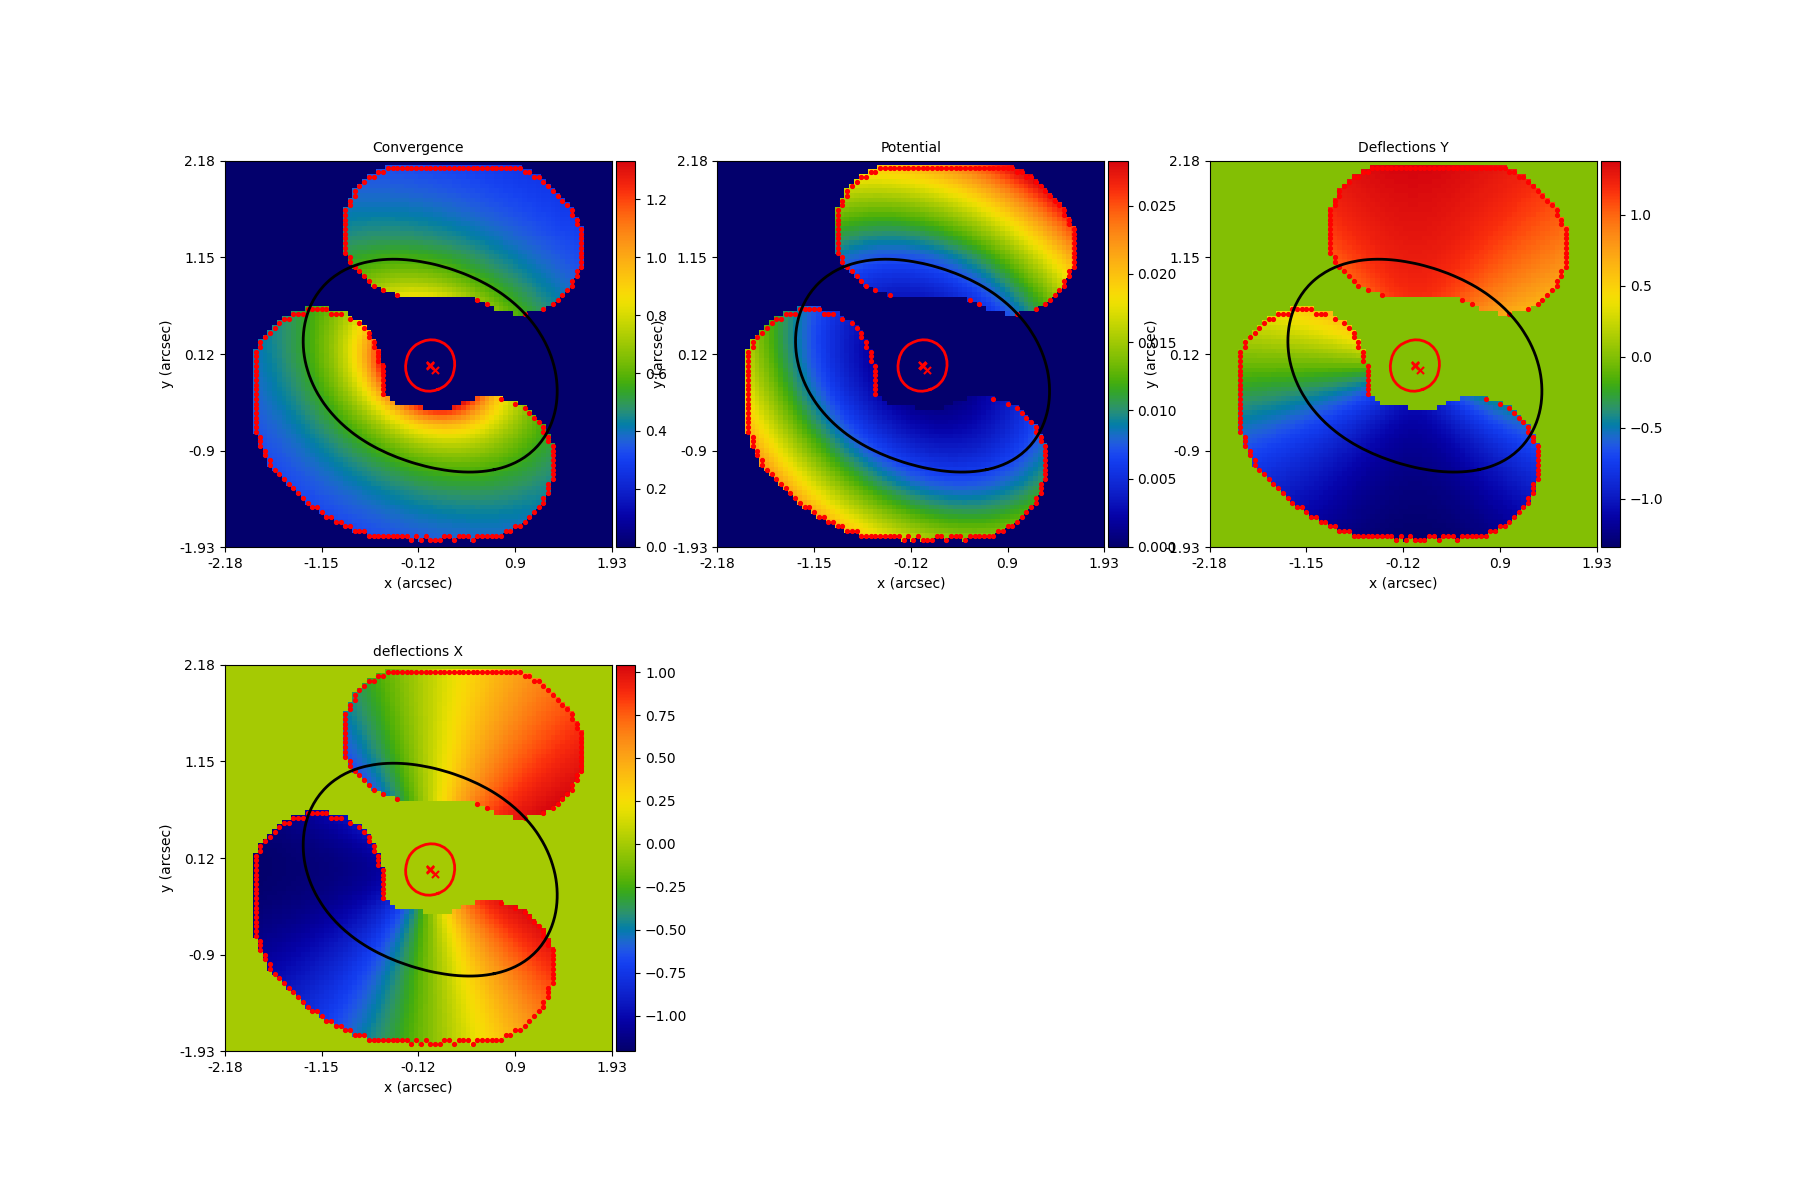 Convergence
2.18
1.15
0.12
-0.9
-1.93
y (arcsec)
-2.18 -1.15 -0.12 0.9 1.93
x (arcsec)
1.2
1.0
0.8
0.6
0.4
0.2
0.0
Potential
2.18
1.15
0.12
-0.9
-1.93
y (arcsec)
-2.18 -1.15 -0.12 0.9 1.93
x (arcsec)
0.025
0.020
0.015
0.010
0.005
0.000
Deflections Y
2.18
1.15
0.12
-0.9
-1.93
y (arcsec)
-2.18 -1.15 -0.12 0.9 1.93
x (arcsec)
1.0
0.5
0.0
−0.5
−1.0
deflections X
2.18
1.15
0.12
-0.9
-1.93
y (arcsec)
-2.18 -1.15 -0.12 0.9 1.93
x (arcsec)
1.00
0.75
0.50
0.25
0.00
−0.25
−0.50
−0.75
−1.00